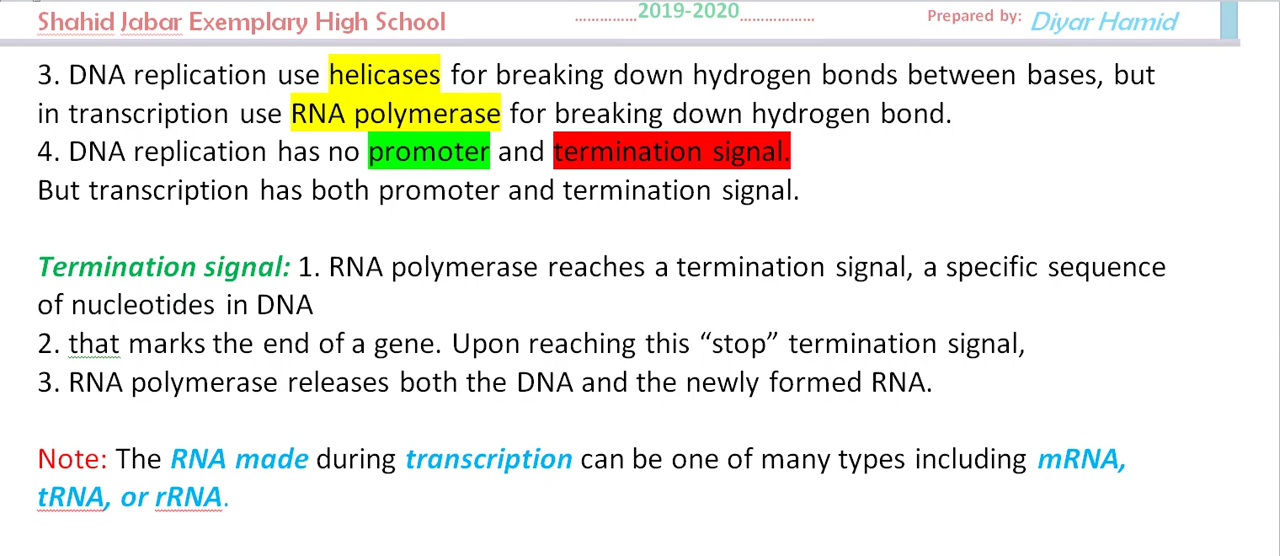 Shahid Jabar Exemplary High School ...............2019-2020.................. Prepared by: Diyar Hamid
3. DNA replication use helicases for breaking down hydrogen bonds between bases, but
in transcription use RNA polymerase for breaking down hydrogen bond.
4. DNA replication has no promoter and termination signal.
But transcription has both promoter and termination signal.
Termination signal: 1. RNA polymerase reaches a termination signal, a specific sequence
of nucleotides in DNA
2. that marks the end of a gene. Upon reaching this “stop” termination signal,
3. RNA polymerase releases both the DNA and the newly formed RNA.
Note: The RNA made during transcription can be one of many types including mRNA,
tRNA, or rRNA.